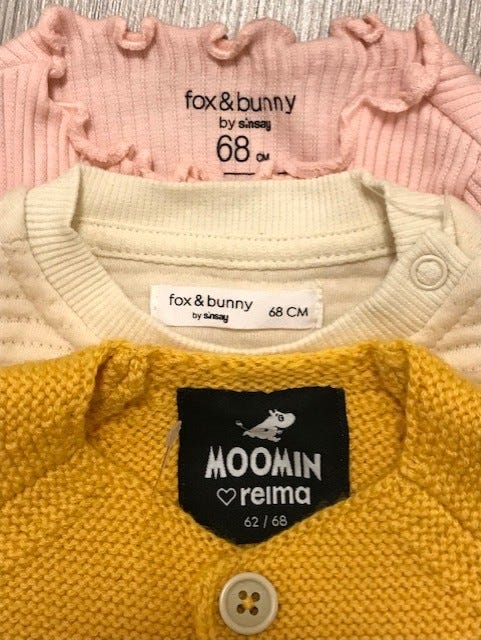 fox & bunny
by sinsay
68 CM
fox & bunny
by sinsay
68 CM
MOOMIN
♡ reima
62 / 68